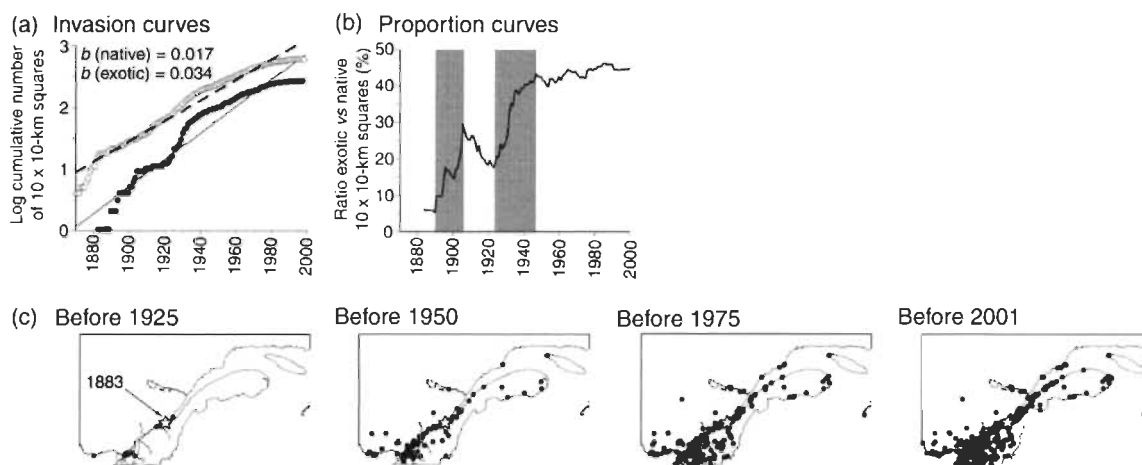 (a) Invasion curves
Log cumulative number
of 10 x 10-km squares
3
2
1
0
b (native) = 0.017
b (exotic) = 0.034
1880
1900
1920
1940
1960
1980
2000
(b) Proportion curves
Ratio exotic vs native
10 x 10-km squares (%)
50
40
30
20
10
0
1880
1900
1920
1940
1960
1980
2000
(c) Before 1925
1883
Before 1950
Before 1975
Before 2001